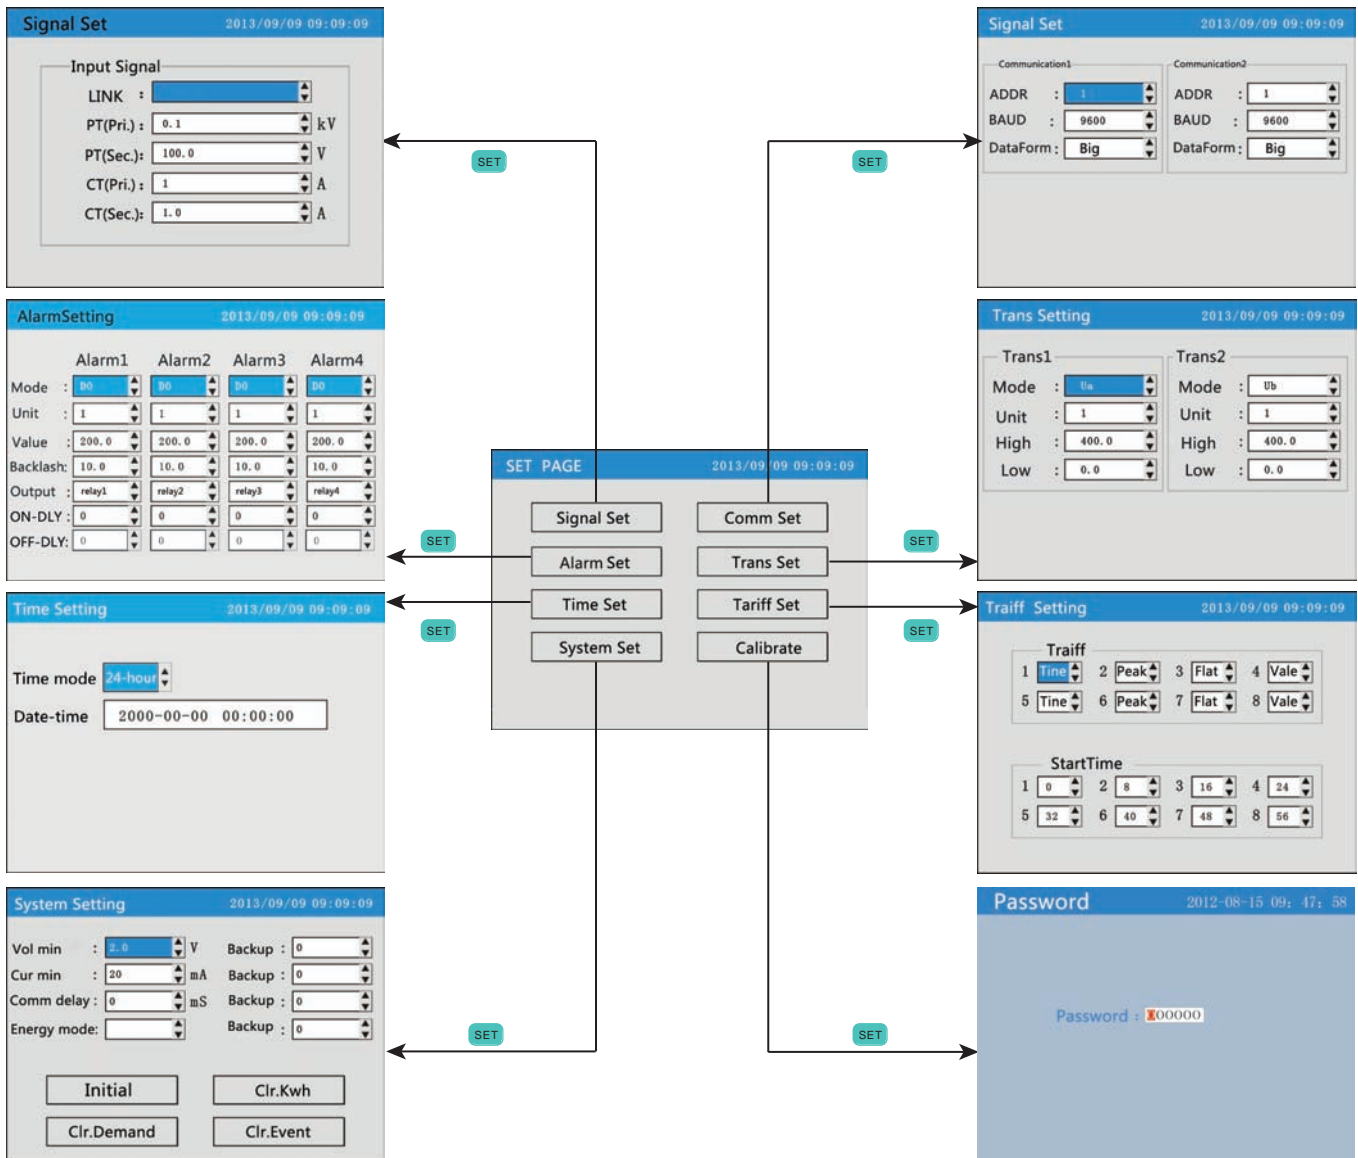 Signal Set 2013/09/09 09:09:09
Input Signal
LINK :
PT(Pri.) : 0.1 kV
PT(Sec.): 100.0 V
CT(Pri.) : 1 A
CT(Sec.): 1.0 A
SET
AlarmSetting 2013/09/09 09:09:09
Alarm1 Alarm2 Alarm3 Alarm4
Mode : DO DO DO DO
Unit : 1 1 1 1
Value : 200.0 200.0 200.0 200.0
Backlash: 10.0 10.0 10.0 10.0
Output : relay1 relay2 relay3 relay4
ON-DLY : 0 0 0 0
OFF-DLY: 0 0 0 0
SET
Time Setting 2013/09/09 09:09:09
Time mode 24-hour
Date-time 2000-00-00 00:00:00
SET
System Setting 2013/09/09 09:09:09
Vol min : 2.0 V Backup : 0
Cur min : 20 mA Backup : 0
Comm delay : 0 mS Backup : 0
Energy mode: Backup : 0
Initial Clr.Kwh
Clr.Demand Clr.Event
SET
SET PAGE 2013/09/09 09:09:09
Signal Set Comm Set
Alarm Set Trans Set
Time Set Tariff Set
System Set Calibrate
SET
Signal Set 2013/09/09 09:09:09
Communication1 Communication2
ADDR : 1 ADDR : 1
BAUD : 9600 BAUD : 9600
DataForm : Big DataForm : Big
SET
Trans Setting 2013/09/09 09:09:09
Trans1 Trans2
Mode : Ua Mode : Ub
Unit : 1 Unit : 1
High : 400.0 High : 400.0
Low : 0.0 Low : 0.0
SET
Traiff Setting 2013/09/09 09:09:09
Traiff
1 Tine 2 Peak 3 Flat 4 Vale
5 Tine 6 Peak 7 Flat 8 Vale
StartTime
1 0 2 8 3 16 4 24
5 32 6 40 7 48 8 56
SET
Password 2012-08-15 09: 47: 58
Password : 000000